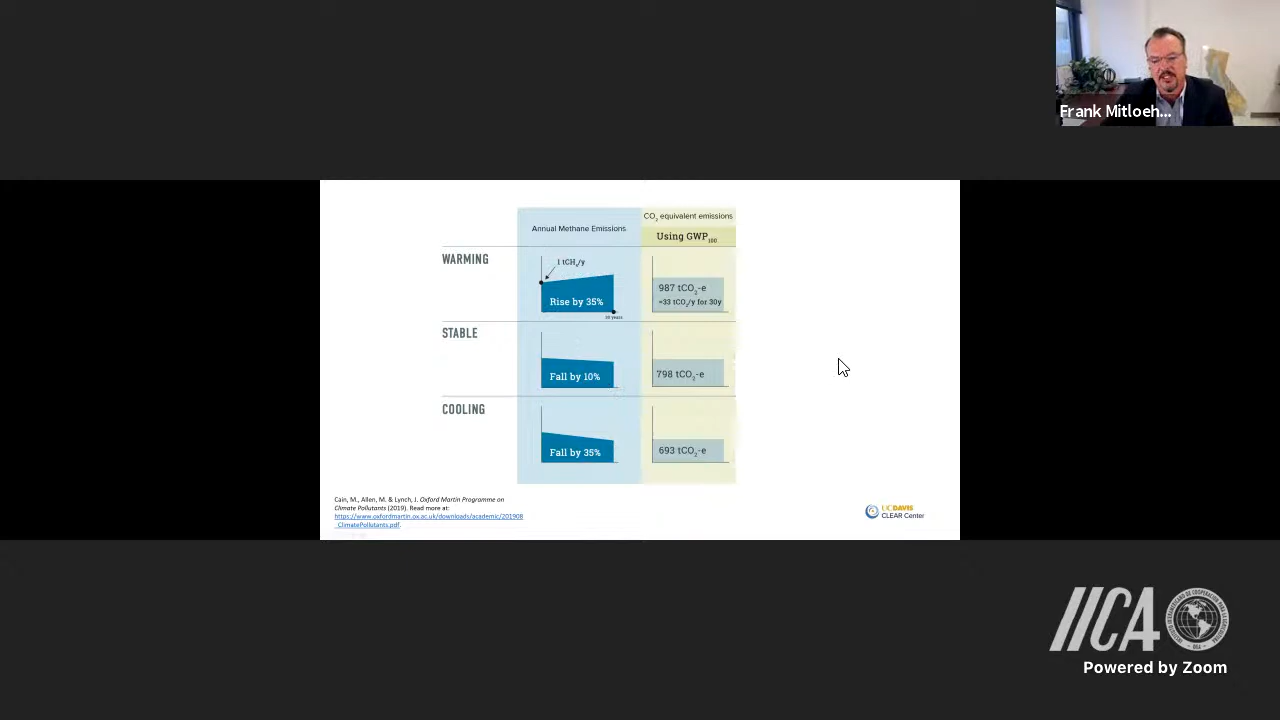 Frank Mitloeh...
CO2 equivalent emissions
Annual Methane Emissions
Using GWP100
WARMING
1 tCH4/y
Rise by 35%
30 years
987 tCO2-e
=33 tCO2/y for 30y
STABLE
Fall by 10%
798 tCO2-e
COOLING
Fall by 35%
693 tCO2-e
Cain, M., Allen, M. & Lynch, J. Oxford Martin Programme on
Climate Pollutants (2019). Read more at:
https://www.oxfordmartin.ox.ac.uk/downloads/academic/201908
_ClimatePollutants.pdf.
UCDAVIS
CLEAR Center
IICA
Powered by Zoom